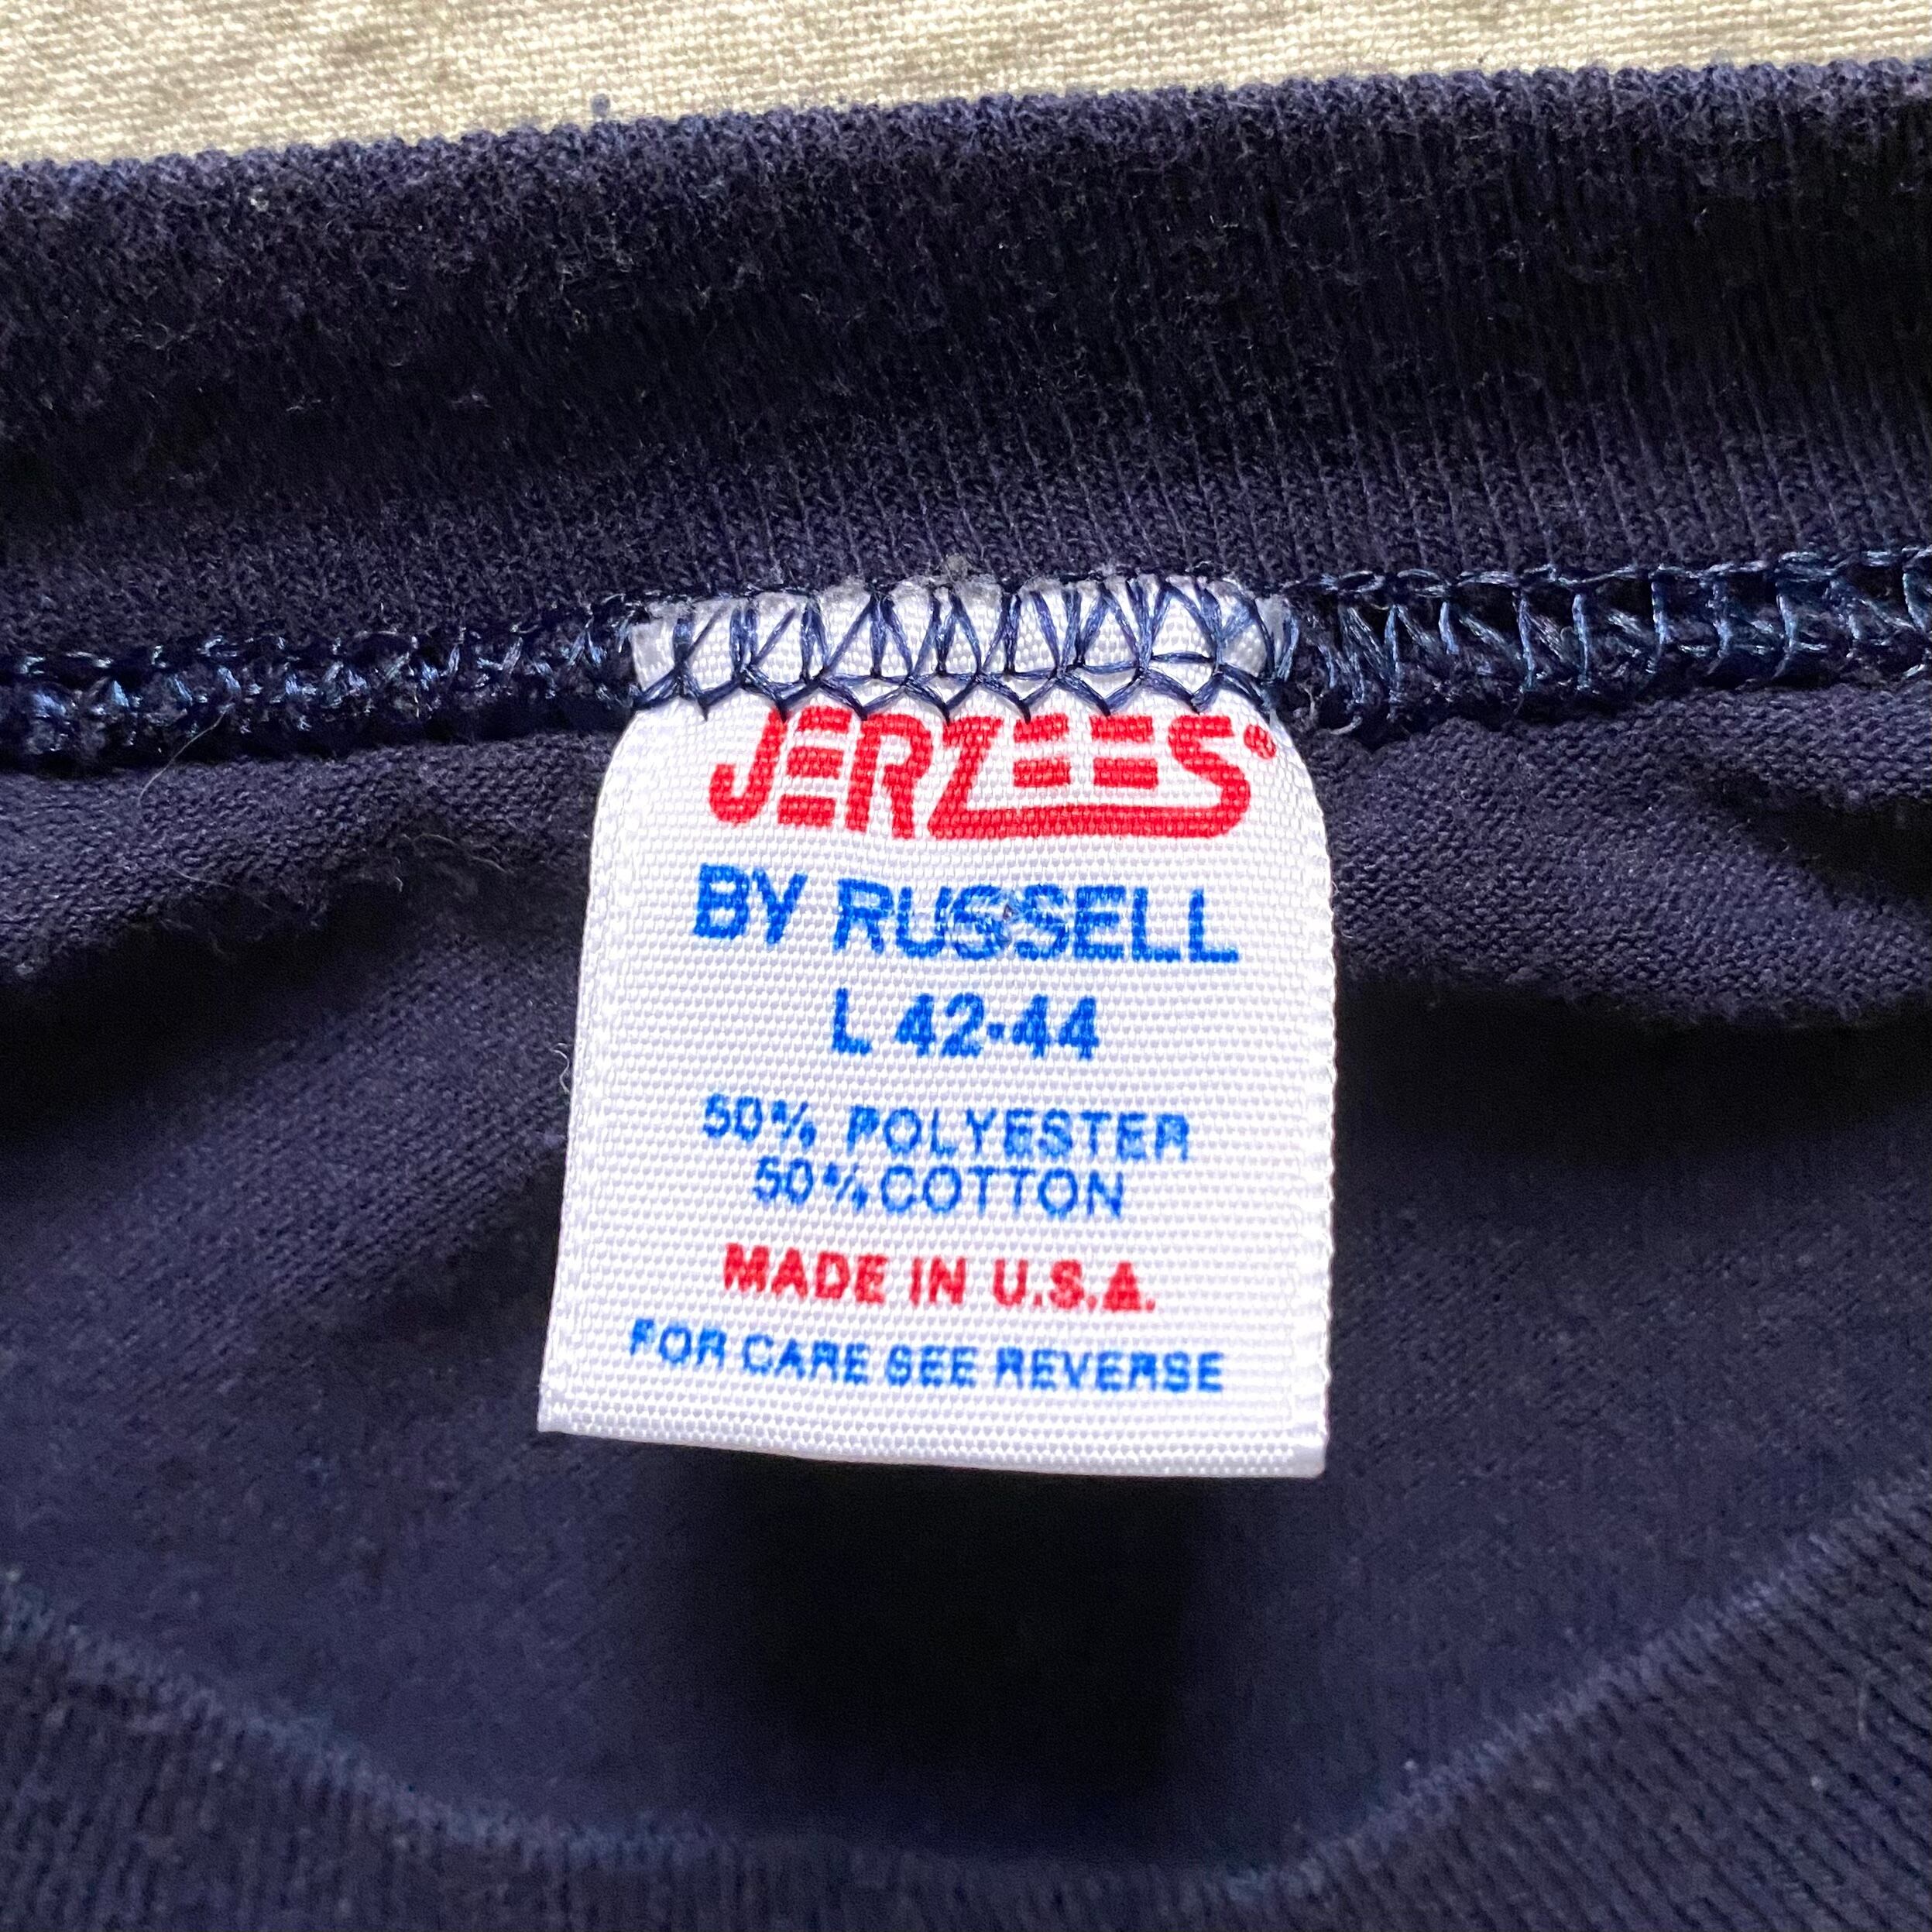 JERZEES®
BY RUSSELL
L 42-44
50% POLYESTER
50% COTTON
MADE IN U.S.A.
FOR CARE SEE REVERSE